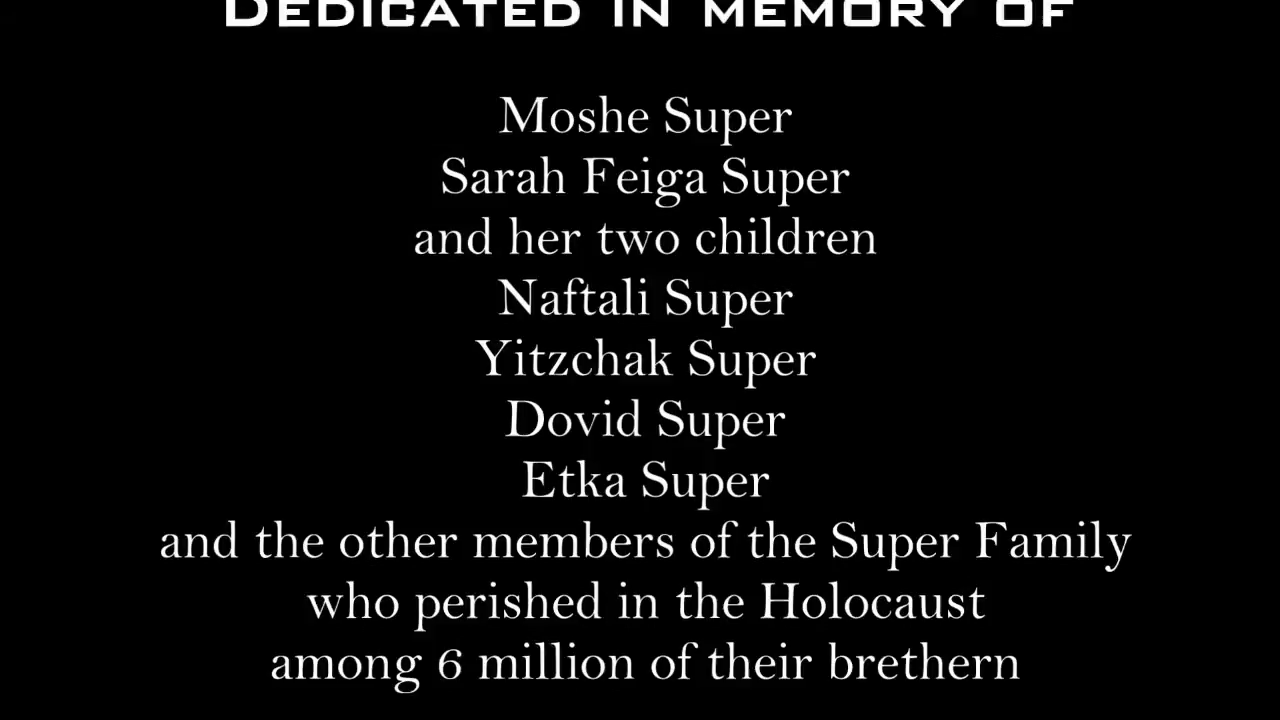 Dedicated in memory of
Moshe Super
Sarah Feiga Super
and her two children
Naftali Super
Yitzchak Super
Dovid Super
Etka Super
and the other members of the Super Family
who perished in the Holocaust
among 6 million of their brethern